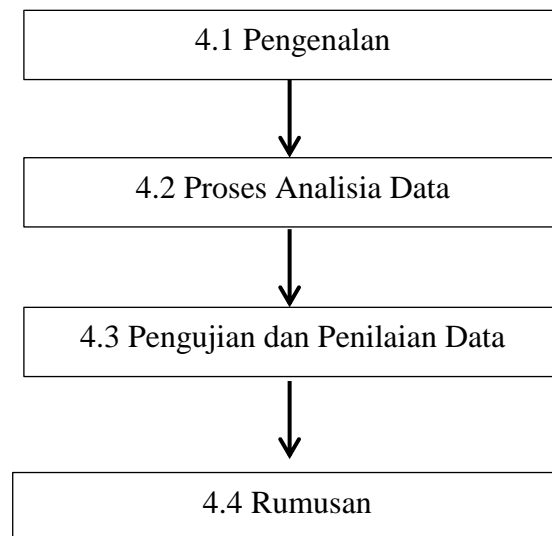 4.1 Pengenalan
4.2 Proses Analisia Data
4.3 Pengujian dan Penilaian Data
4.4 Rumusan